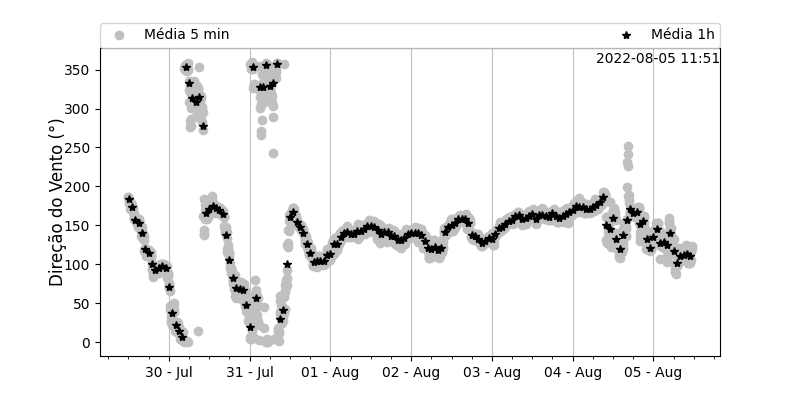 Média 5 min
Média 1h
2022-08-05 11:51
350
300
250
200
150
100
50
0
Direção do Vento (°)
30 - Jul
31 - Jul
01 - Aug
02 - Aug
03 - Aug
04 - Aug
05 - Aug